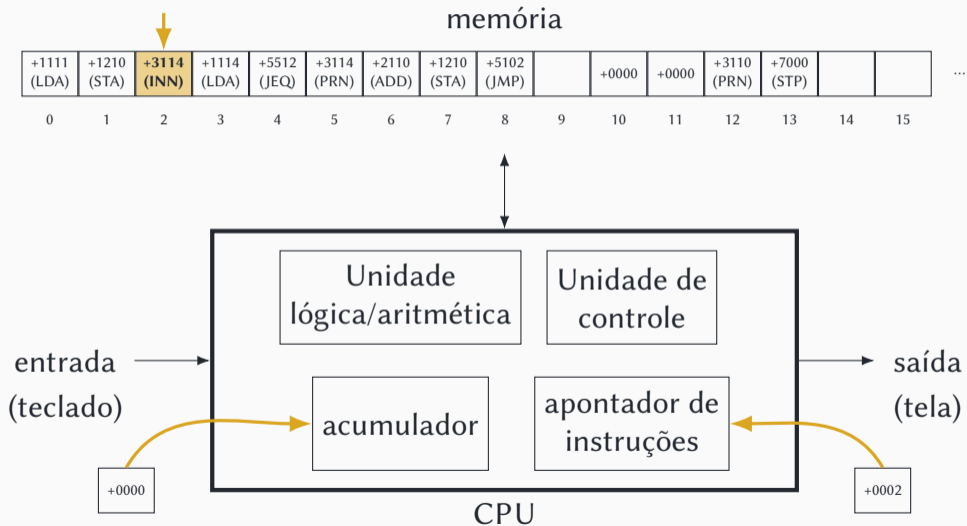 memória
+1111 +1210 +3114 +1114 +5512 +3114 +2110 +1210 +5102 +0000 +0000 +3110 +7000
(LDA) (STA) (INN) (LDA) (JEQ) (PRN) (ADD) (STA) (JMP) (PRN) (STP) ...
0 1 2 3 4 5 6 7 8 9 10 11 12 13 14 15
Unidade
lógica/aritmética
Unidade de
controle
entrada
(teclado)
saída
(tela)
acumulador
apontador de
instruções
+0000
+0002
CPU